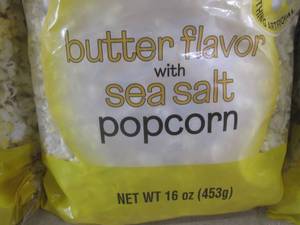 butter flavor
with
sea salt
popcorn
NET WT 16 oz (453g)